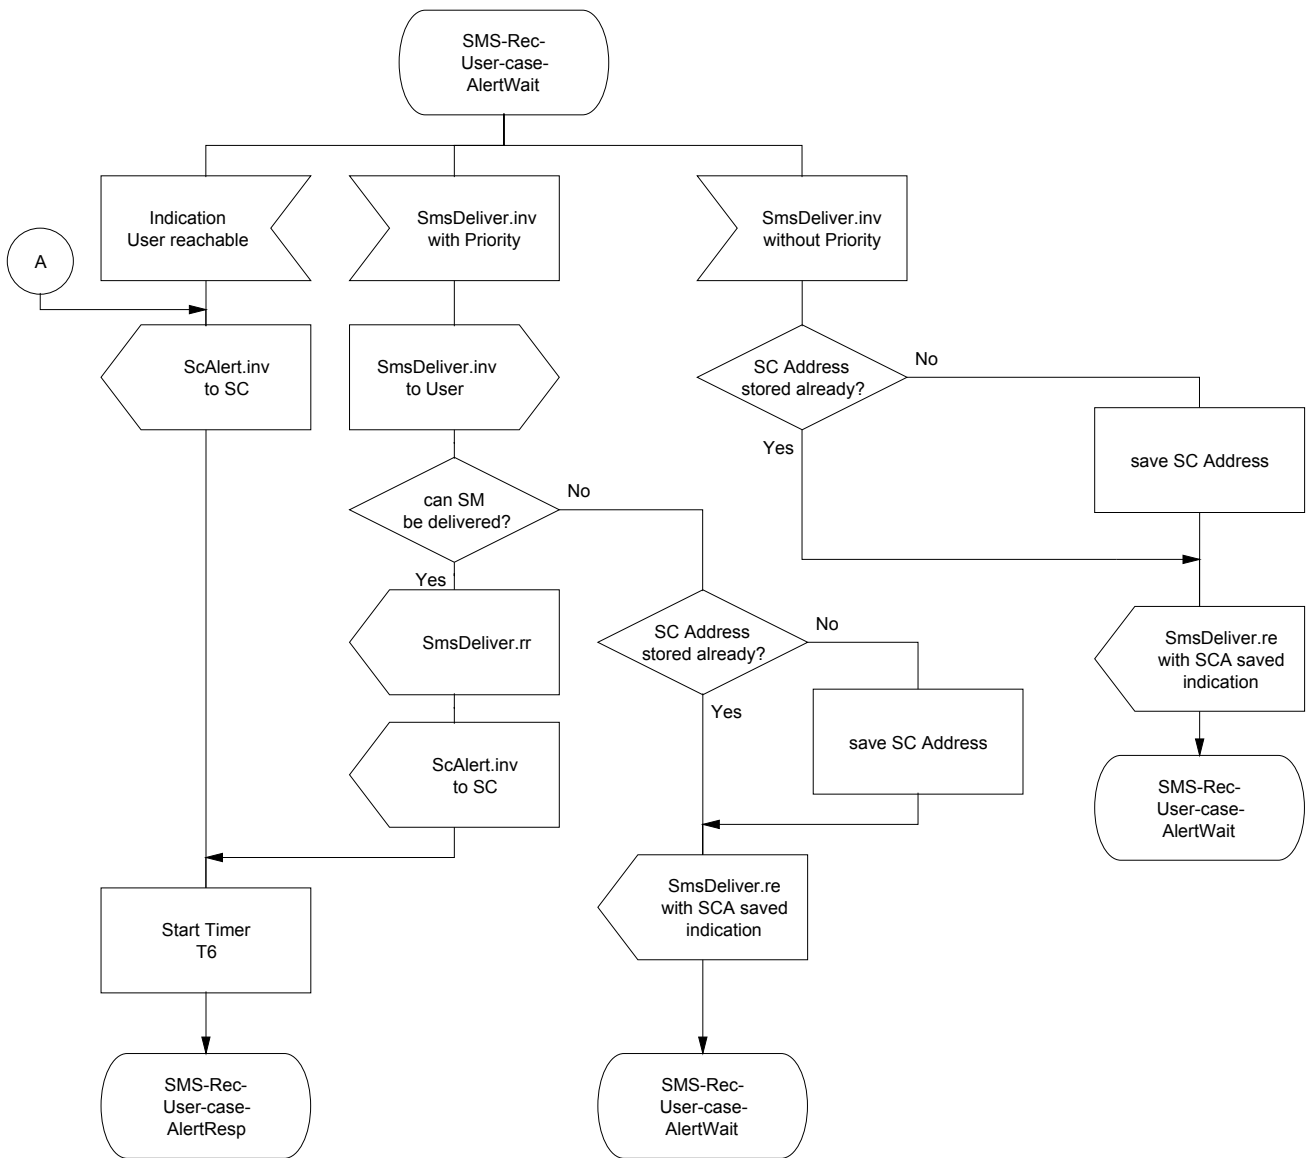 SMS-Rec-
User-case-
AlertWait
Indication
User reachable
SmsDeliver.inv
with Priority
SmsDeliver.inv
without Priority
A
ScAlert.inv
to SC
SmsDeliver.inv
to User
SC Address
stored already?
No
Yes
save SC Address
can SM
be delivered?
No
Yes
SmsDeliver.rr
SC Address
stored already?
No
Yes
save SC Address
SmsDeliver.re
with SCA saved
indication
ScAlert.inv
to SC
SMS-Rec-
User-case-
AlertWait
SmsDeliver.re
with SCA saved
indication
Start Timer
T6
SMS-Rec-
User-case-
AlertResp
SMS-Rec-
User-case-
AlertWait